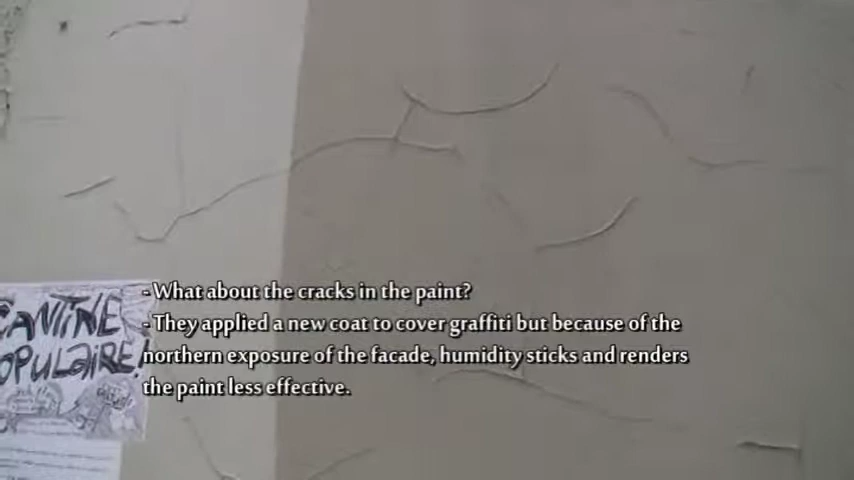 - What about the cracks in the paint?
- They applied a new coat to cover graffiti but because of the
northern exposure of the facade, humidity sticks and renders
the paint less effective.
CANTINE
POPULAIRE!